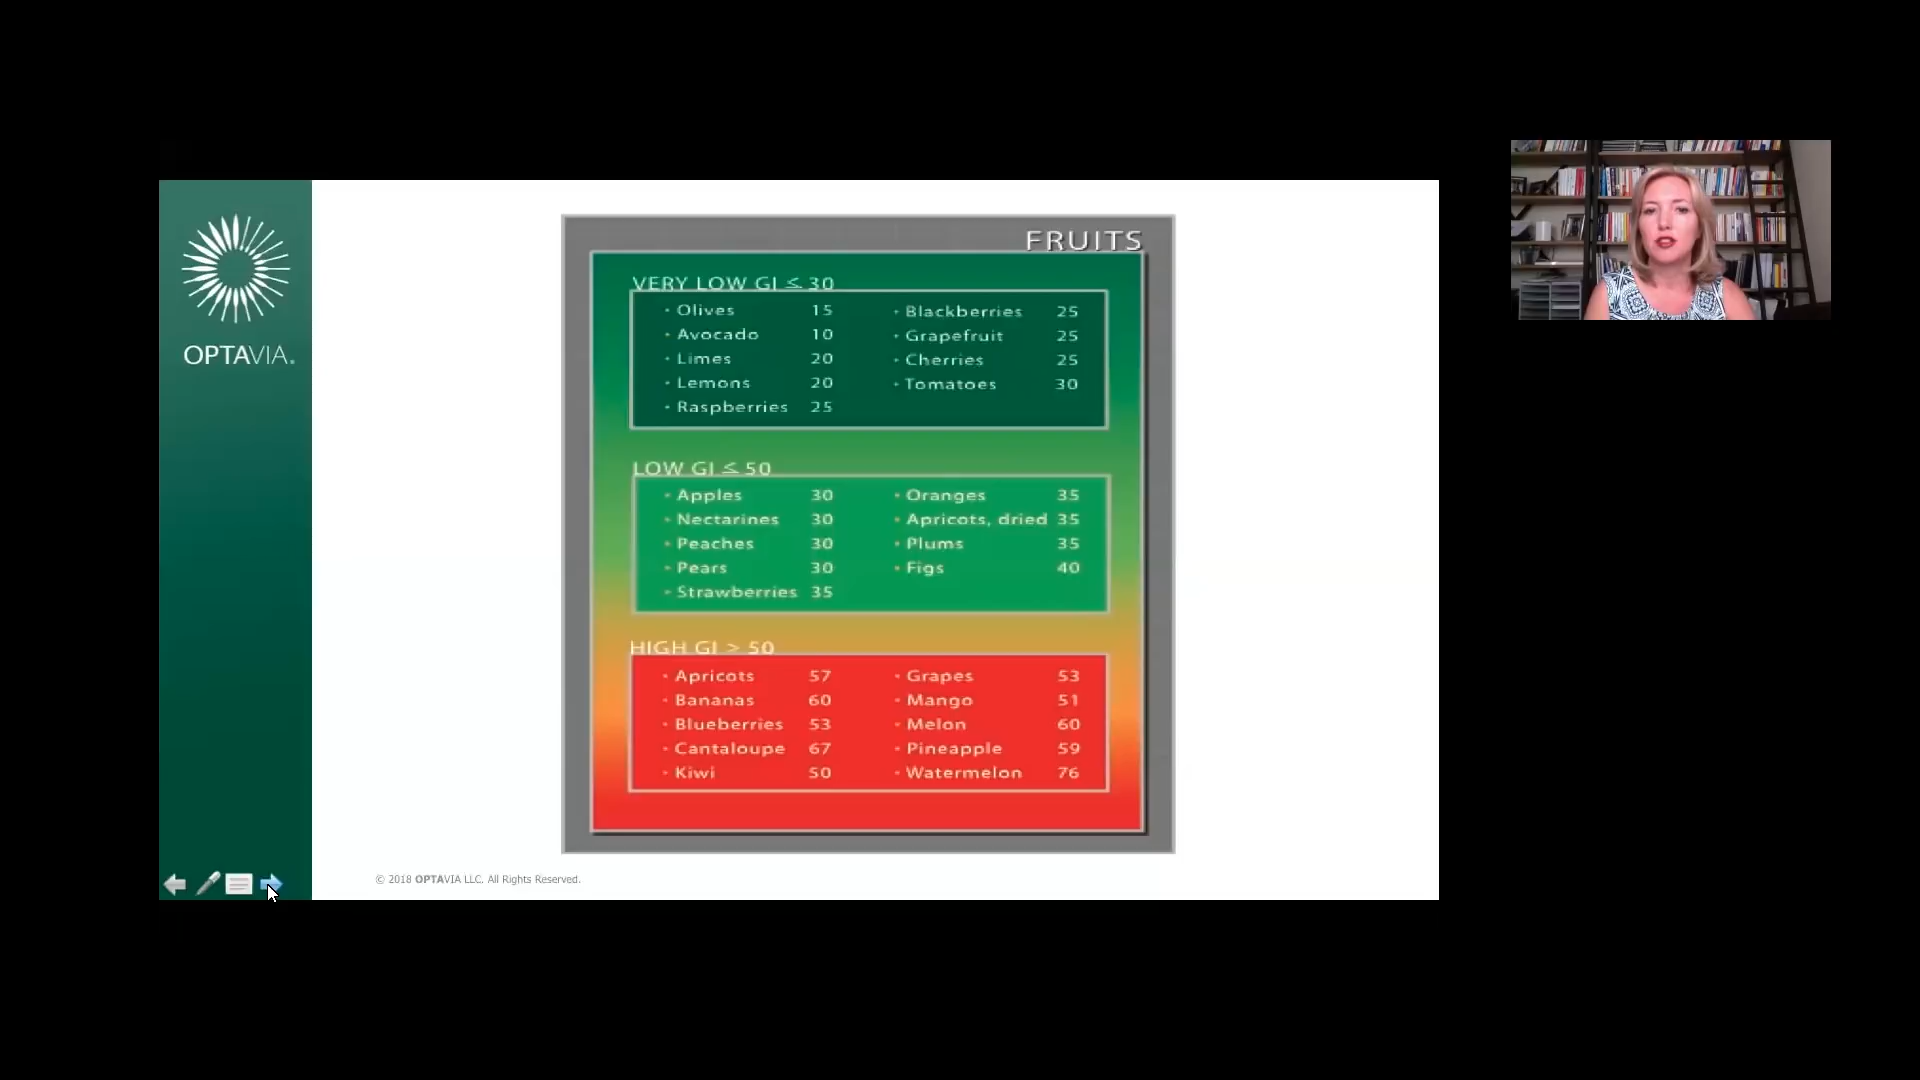 OPTAVIA.
FRUITS
VERY LOW GI ≤ 30
• Olives 15
• Avocado 10
• Limes 20
• Lemons 20
• Raspberries 25
• Blackberries 25
• Grapefruit 25
• Cherries 25
• Tomatoes 30
LOW GI ≤ 50
• Apples 30
• Nectarines 30
• Peaches 30
• Pears 30
• Strawberries 35
• Oranges 35
• Apricots, dried 35
• Plums 35
• Figs 40
HIGH GI > 50
• Apricots 57
• Bananas 60
• Blueberries 53
• Cantaloupe 67
• Kiwi 50
• Grapes 53
• Mango 51
• Melon 60
• Pineapple 59
• Watermelon 76
© 2018 OPTAVIA LLC. All Rights Reserved.